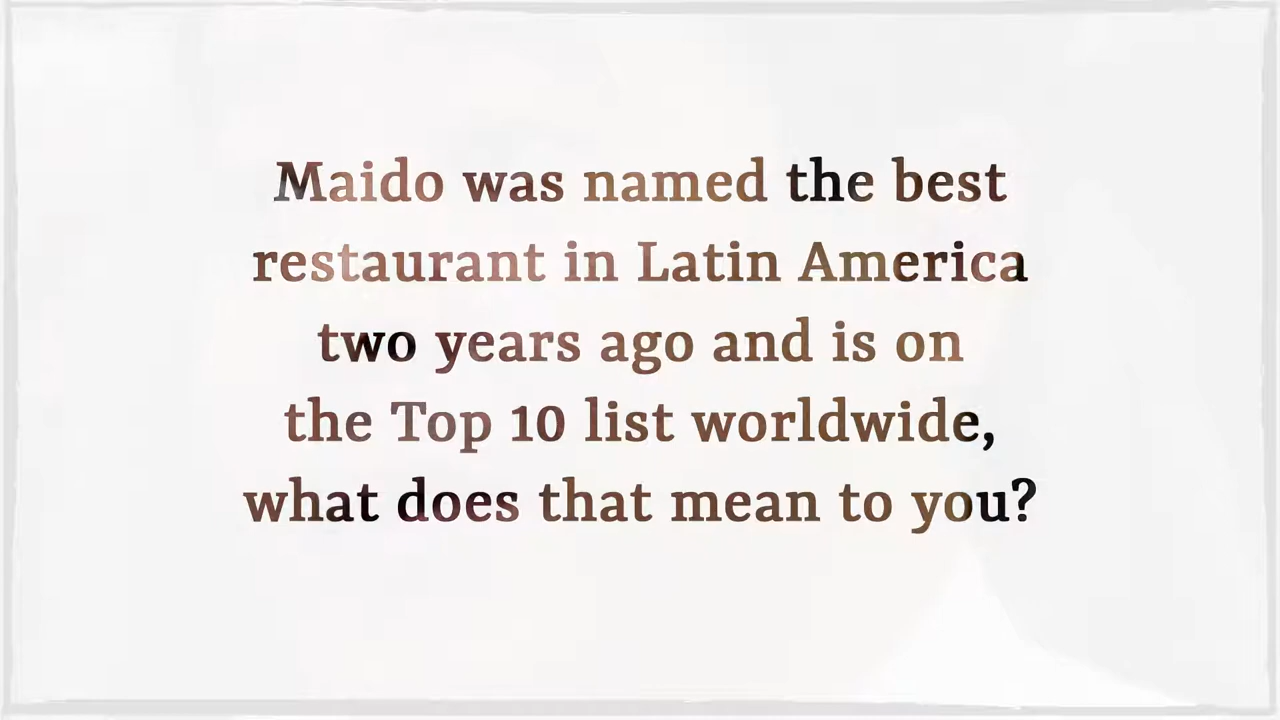 Maido was named the best
restaurant in Latin America
two years ago and is on
the Top 10 list worldwide,
what does that mean to you?